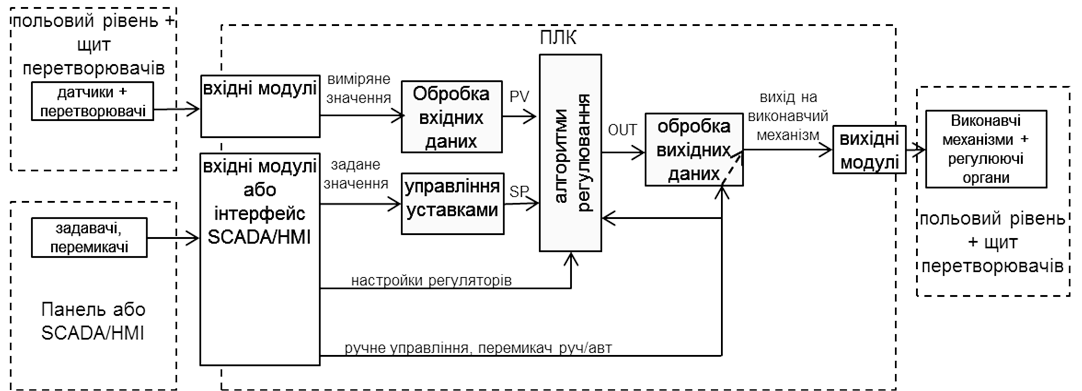 польовий рівень +
щит
перетворювачів
датчики +
перетворювачі
задавачі,
перемикачі
Панель або
SCADA/HMI
ПЛК
вхідні модулі
виміряне
значення
Обробка
вхідних
даних
PV
вхідні модулі
або
інтерфейс
SCADA/HMI
задане
значення
управління
уставками
SP
алгоритми
регулювання
настройки регуляторів
ручне управління, перемикач руч/авт
OUT
обробка
вихідних
даних
вихід на
виконавчий
механізм
вихідні
модулі
Виконавчі
механізми +
регулюючі
органи
польовий рівень
+ щит
перетворювачів